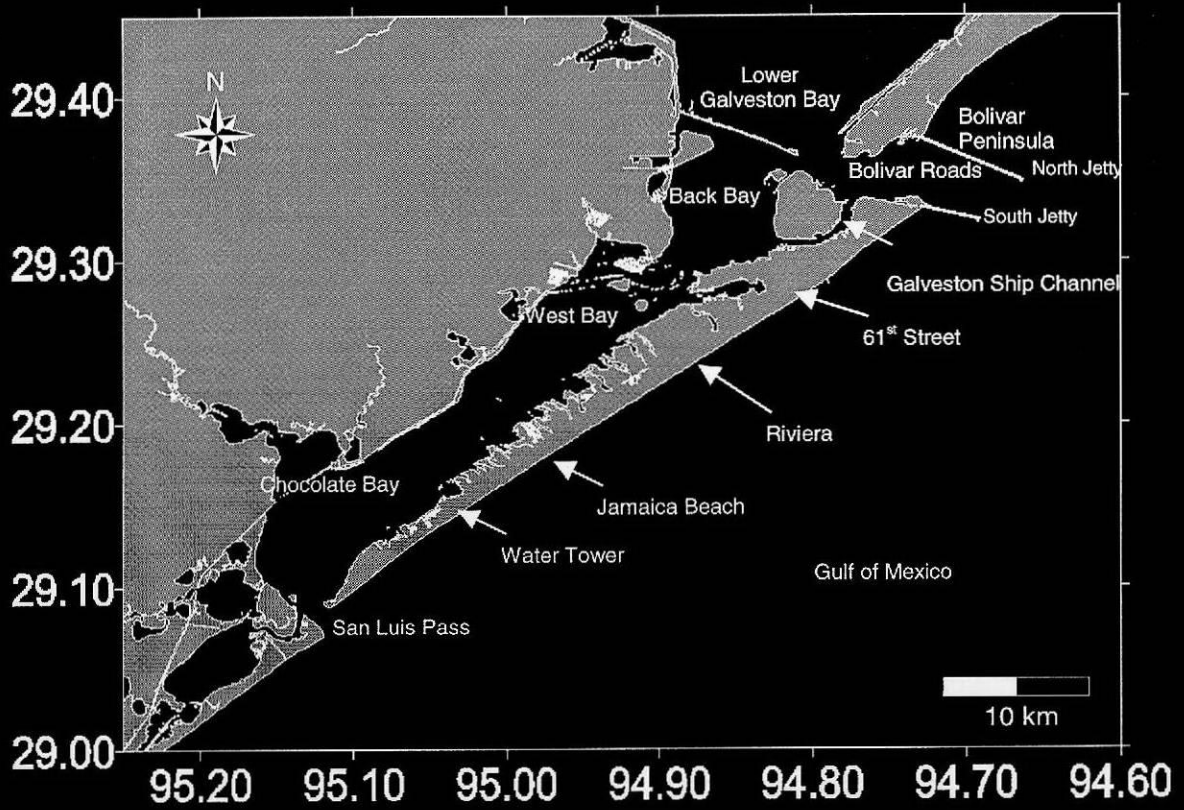 N
29.40
29.30
29.20
29.10
29.00
Lower
Galveston Bay
Bolivar
Peninsula
Bolivar Roads
North Jetty
Back Bay
South Jetty
Galveston Ship Channel
West Bay
61st Street
Riviera
Chocolate Bay
Jamaica Beach
Water Tower
Gulf of Mexico
San Luis Pass
10 km
95.20 95.10 95.00 94.90 94.80 94.70 94.60